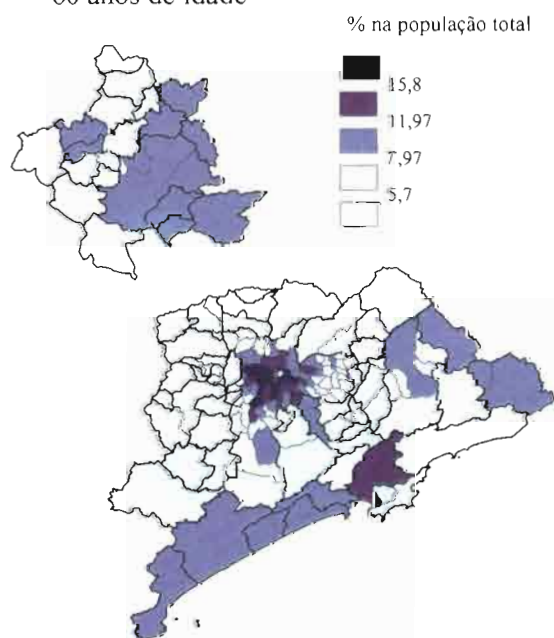 60 anos de idade
% na população total
15,8
11,97
7,97
5,7